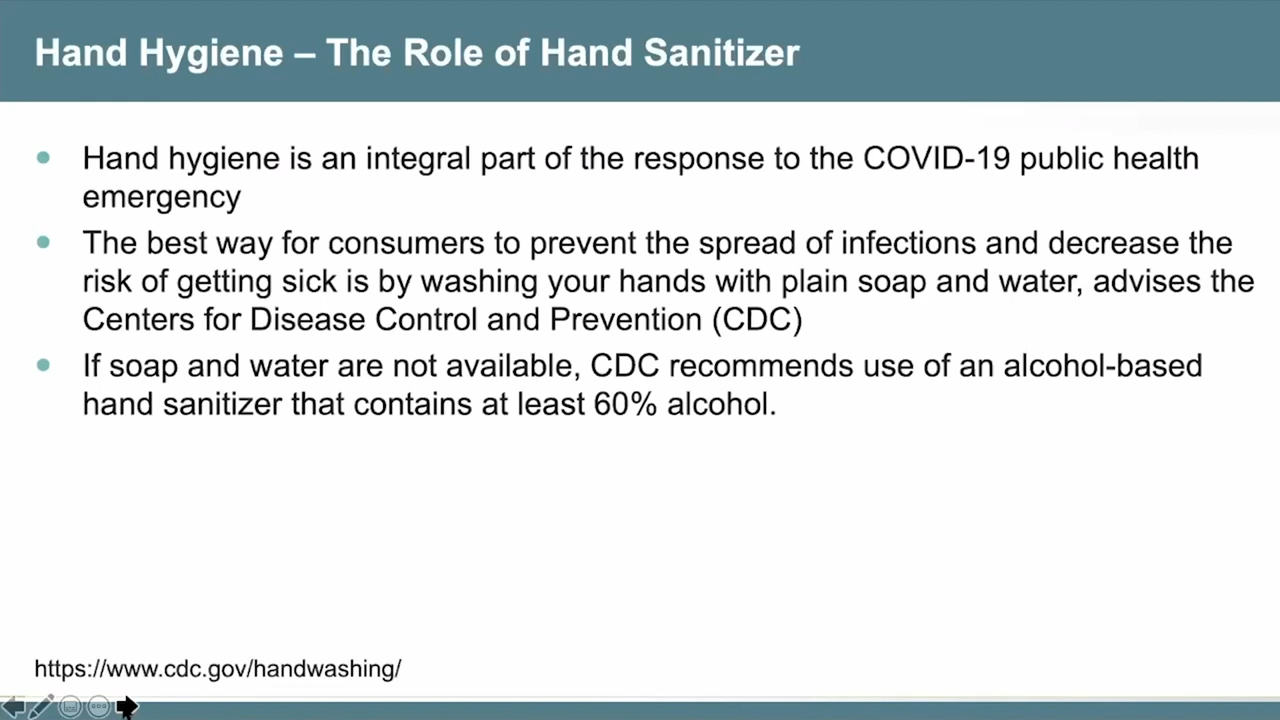 Hand Hygiene – The Role of Hand Sanitizer
Hand hygiene is an integral part of the response to the COVID-19 public health
emergency
The best way for consumers to prevent the spread of infections and decrease the
risk of getting sick is by washing your hands with plain soap and water, advises the
Centers for Disease Control and Prevention (CDC)
If soap and water are not available, CDC recommends use of an alcohol-based
hand sanitizer that contains at least 60% alcohol.
https://www.cdc.gov/handwashing/